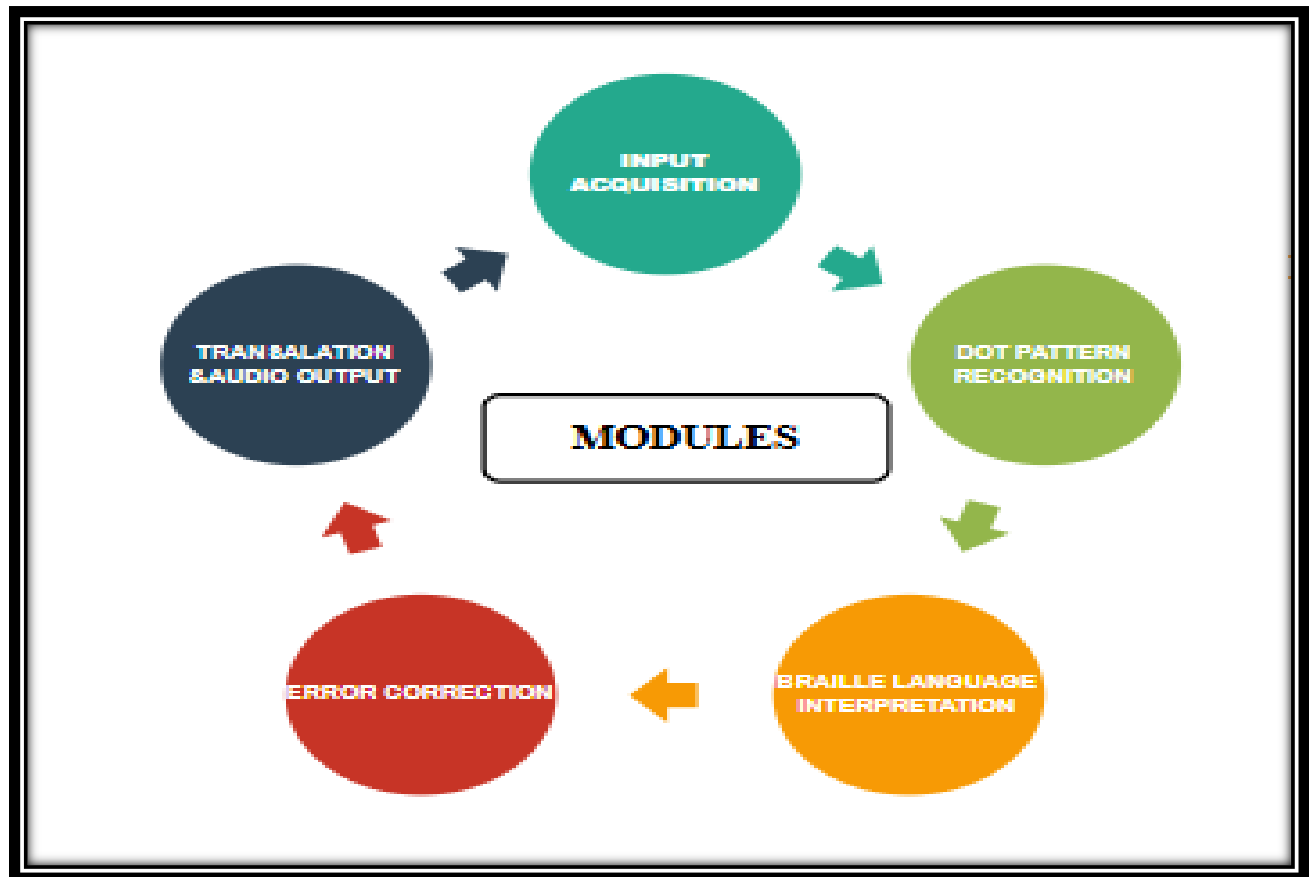 INPUT
ACQUISITION
DOT PATTERN
RECOGNITION
TRANSALATION
&AUDIO OUTPUT
MODULES
BRAILLE LANGUAGE
INTERPRETATION
ERROR CORRECTION